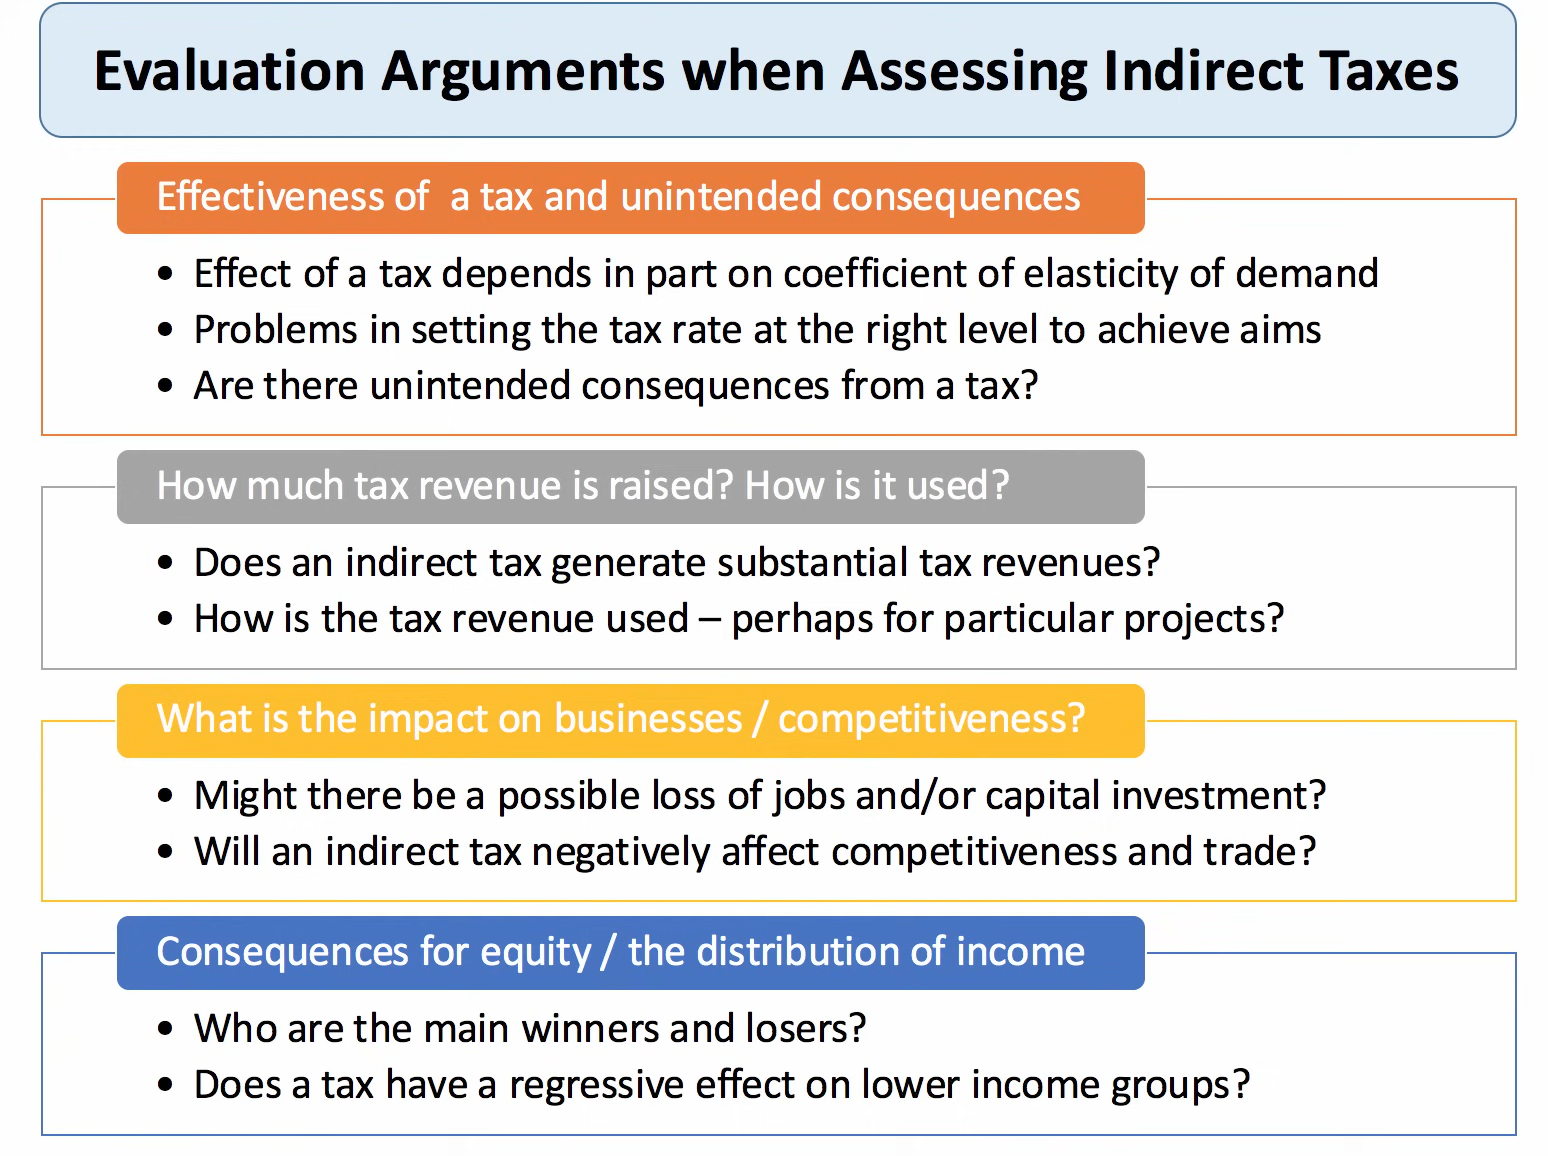 Evaluation Arguments when Assessing Indirect Taxes
Effectiveness of  a tax and unintended consequences
• Effect of a tax depends in part on coefficient of elasticity of demand
• Problems in setting the tax rate at the right level to achieve aims
• Are there unintended consequences from a tax?
How much tax revenue is raised? How is it used?
• Does an indirect tax generate substantial tax revenues?
• How is the tax revenue used – perhaps for particular projects?
What is the impact on businesses / competitiveness?
• Might there be a possible loss of jobs and/or capital investment?
• Will an indirect tax negatively affect competitiveness and trade?
Consequences for equity / the distribution of income
• Who are the main winners and losers?
• Does a tax have a regressive effect on lower income groups?